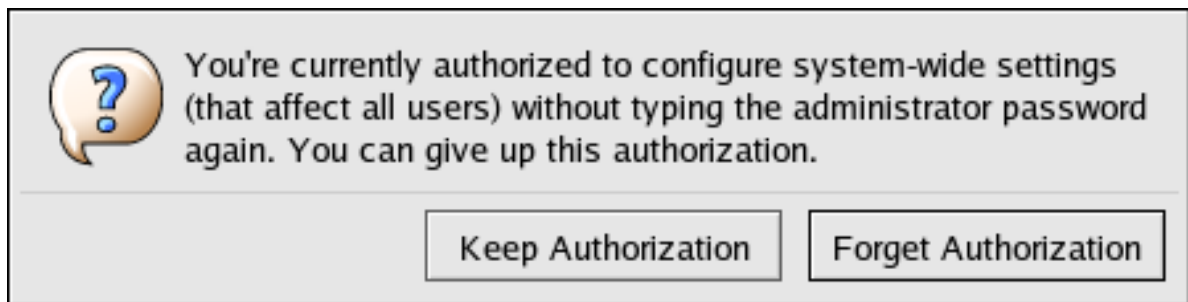 You're currently authorized to configure system-wide settings
(that affect all users) without typing the administrator password
again. You can give up this authorization.
Keep Authorization
Forget Authorization